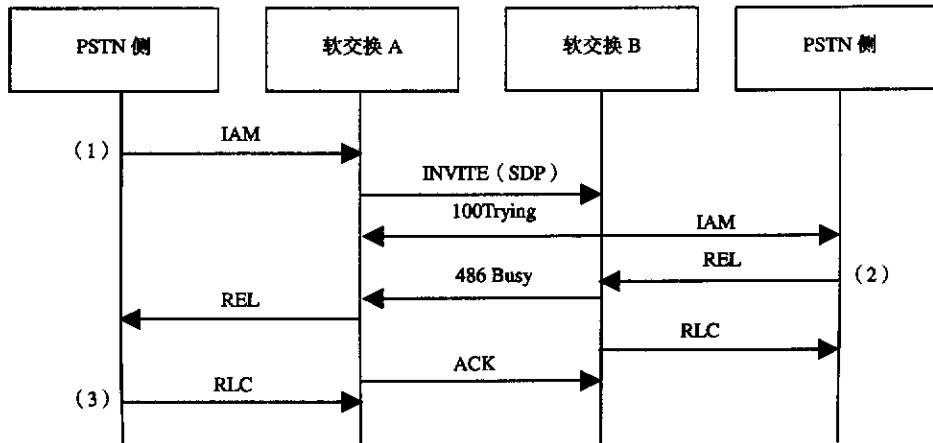 PSTN 侧
软交换 A
软交换 B
PSTN 侧
IAM
（1）
INVITE（SDP）
100Trying
IAM
REL
（2）
486 Busy
REL
RLC
ACK
RLC
（3）